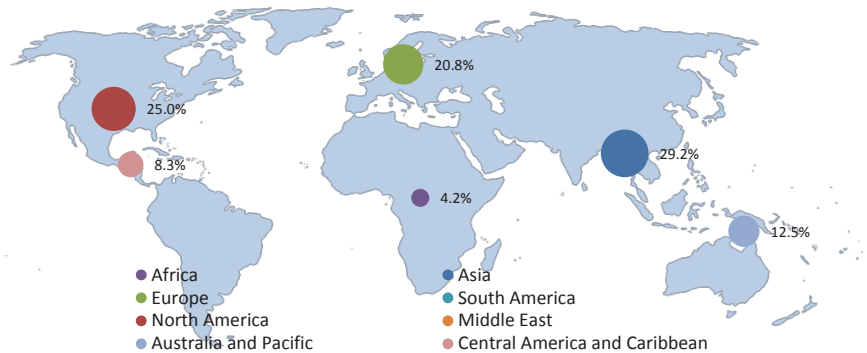 20.8%
25.0%
29.2%
8.3%
4.2%
12.5%
Africa
Europe
North America
Australia and Pacific
Asia
South America
Middle East
Central America and Caribbean